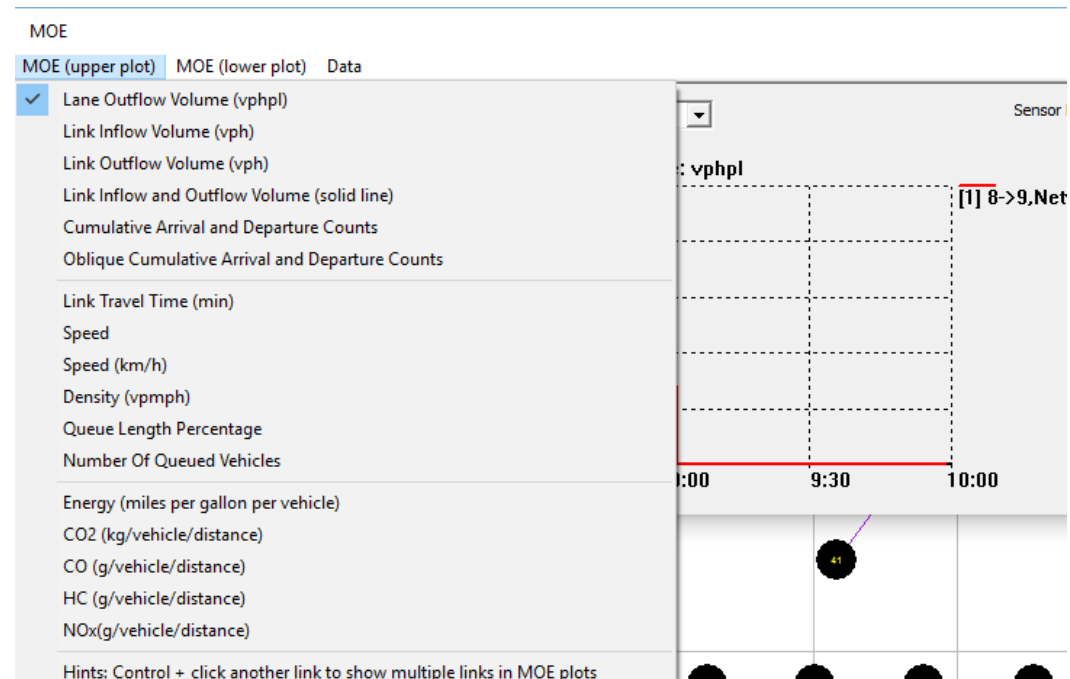 MOE
MOE (upper plot) MOE (lower plot) Data
Lane Outflow Volume (vphpl)
Link Inflow Volume (vph)
Link Outflow Volume (vph)
Link Inflow and Outflow Volume (solid line)
Cumulative Arrival and Departure Counts
Oblique Cumulative Arrival and Departure Counts
Link Travel Time (min)
Speed
Speed (km/h)
Density (vpmph)
Queue Length Percentage
Number Of Queued Vehicles
Energy (miles per gallon per vehicle)
CO2 (kg/vehicle/distance)
CO (g/vehicle/distance)
HC (g/vehicle/distance)
NOx(g/vehicle/distance)
Hints: Control + click another link to show multiple links in MOE plots
Sensor
: vphpl
[1] 8->9,Net
:00 9:30 10:00
41